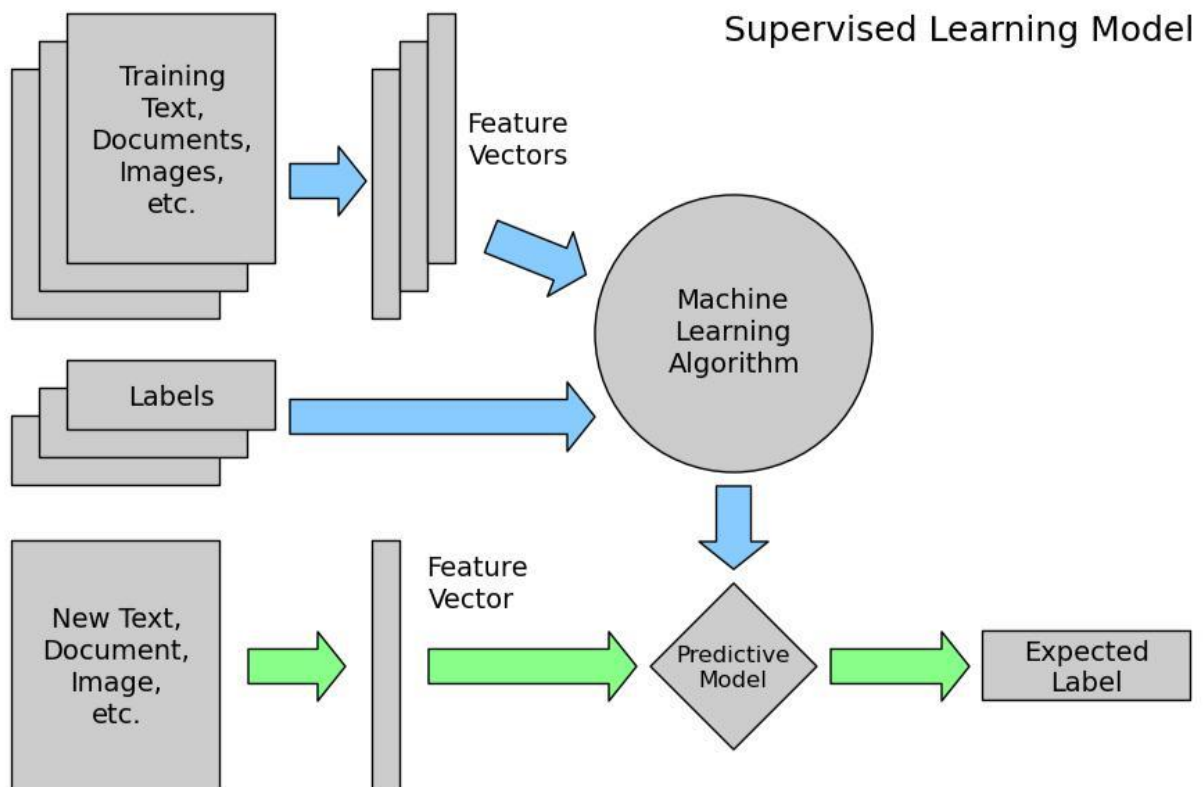 Supervised Learning Model
Training
Text,
Documents,
Images,
etc.
Feature
Vectors
Machine
Learning
Algorithm
Labels
New Text,
Document,
Image,
etc.
Feature
Vector
Predictive
Model
Expected
Label